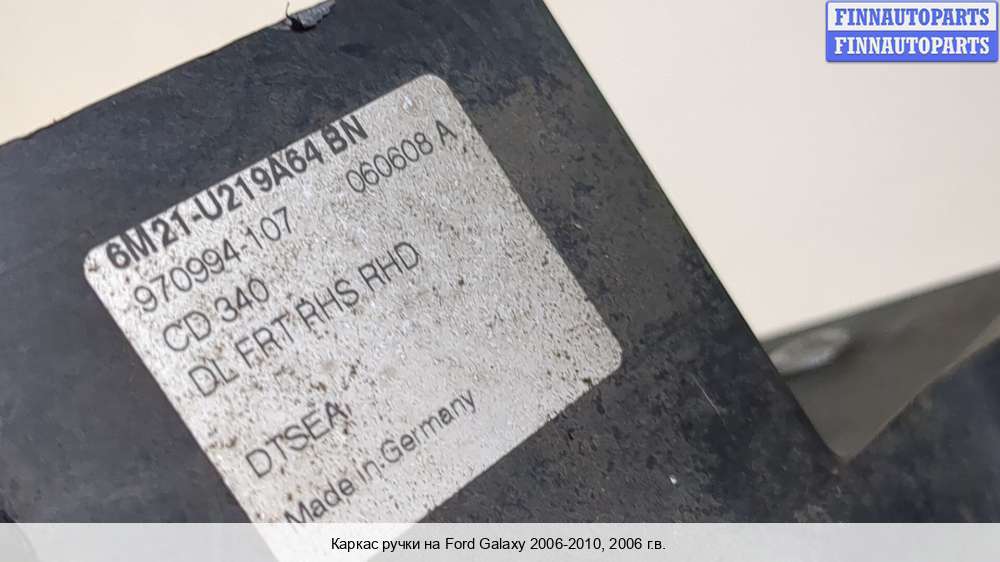 FINNAUTOPARTS
FINNAUTOPARTS
6M21-U219A64 BN
970994-107 060608 A
CD 340
DL FRT RHS RHD
DTSEA
Made in Germany
Каркас ручки на Ford Galaxy 2006-2010, 2006 г.в.